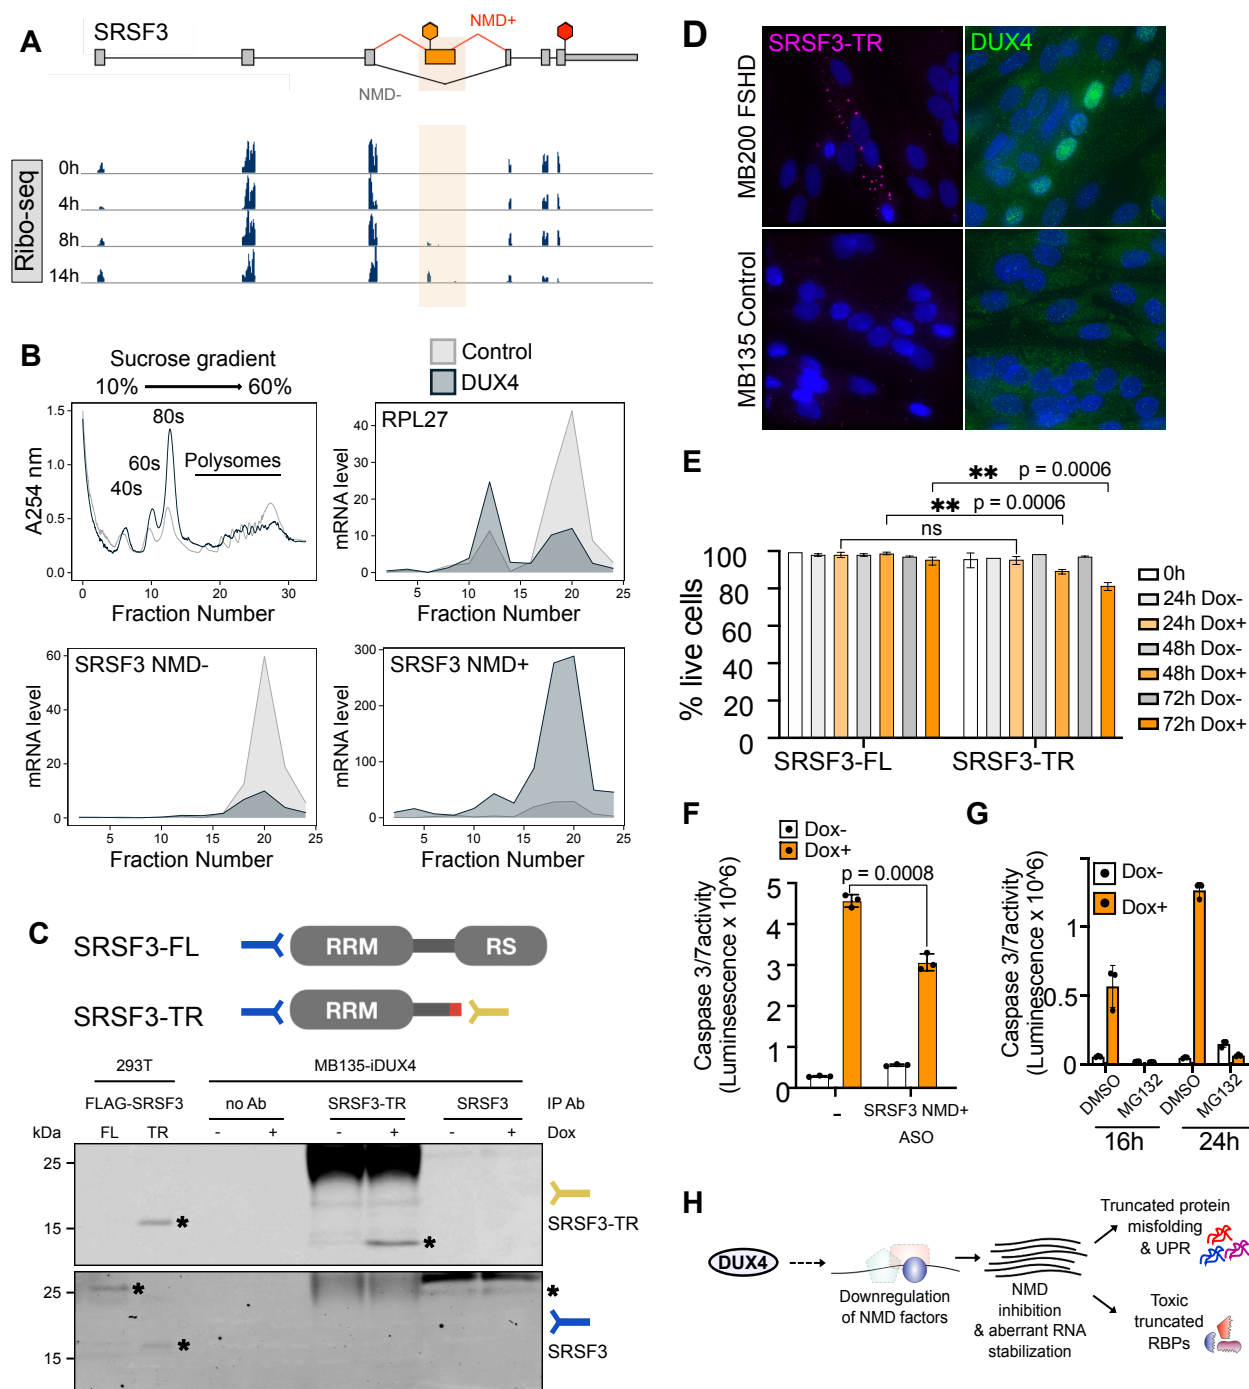 A
SRSF3
NMD+
NMD-
Ribo-seq
0h
4h
8h
14h
B
Sucrose gradient
10%
60%
Control
DUX4
1.5
1.0
0.5
0.0
A254 nm
80s
60s
40s
Polysomes
0 10 20 30
Fraction Number
RPL27
40
30
20
10
0
mRNA level
5 10 15 20 25
Fraction Number
SRSF3 NMD-
60
40
20
0
mRNA level
5 10 15 20 25
Fraction Number
SRSF3 NMD+
300
200
100
0
mRNA level
5 10 15 20 25
Fraction Number
C
SRSF3-FL
RRM
RS
SRSF3-TR
RRM
293T
MB135-iDUX4
FLAG-SRSF3
no Ab
SRSF3-TR
SRSF3
IP Ab
kDa
FL TR - + - + - + Dox
25
15
*
*
SRSF3-TR
25
15
*
*
*
SRSF3
D
SRSF3-TR
DUX4
MB200 FSHD
MB135 Control
E
** p = 0.0006
** p = 0.0006
ns
100
80
60
40
20
0
% live cells
SRSF3-FL
SRSF3-TR
0h
24h Dox-
24h Dox+
48h Dox-
48h Dox+
72h Dox-
72h Dox+
F
Dox-
Dox+
p = 0.0008
5
4
3
2
1
0
Caspase 3/7activity
(Luminsescence x 10^6)
-
SRSF3 NMD+
ASO
G
Dox-
Dox+
1
0.5
0
Caspase 3/7activity
(Luminescence x 10^6)
DMSO
MG132
DMSO
MG132
16h
24h
H
DUX4
Downregulation
of NMD factors
NMD
inhibition
& aberrant RNA
stabilization
Truncated protein
misfolding
& UPR
Toxic
truncated
RBPs